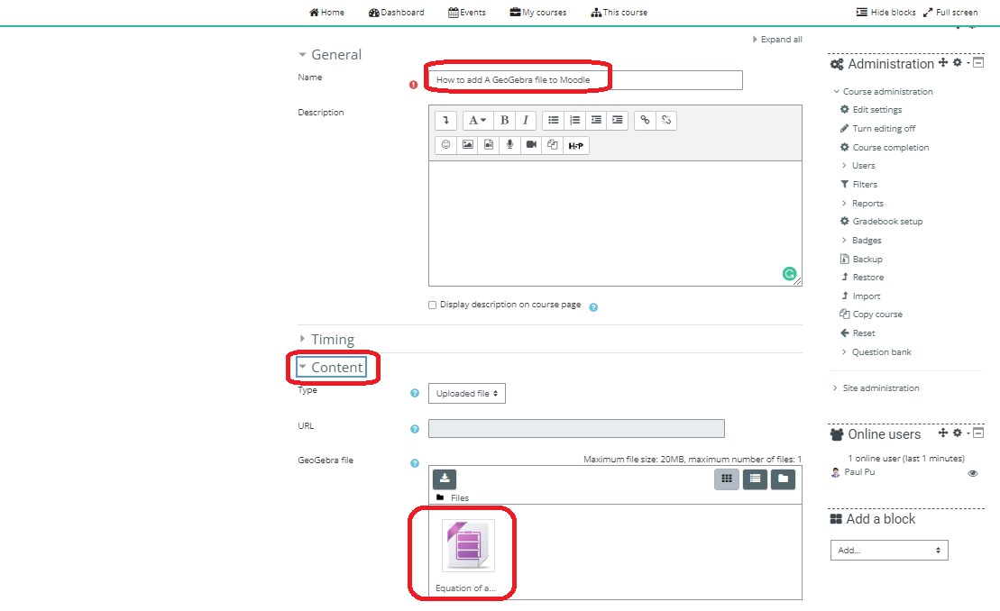 Home Dashboard Events My courses This course Hide blocks Full screen
Expand all
General
Name
How to add A GeoGebra file to Moodle
Description
A B I
H-P
Display description on course page
Timing
Content
Type
Uploaded file
URL
GeoGebra file
Maximum file size: 20MB, maximum number of files: 1
Files
Equation of a...
Administration
Course administration
Edit settings
Turn editing off
Course completion
Users
Filters
Reports
Gradebook setup
Badges
Backup
Restore
Import
Copy course
Reset
Question bank
Site administration
Online users
1 online user (last 1 minutes)
Paul Pu
Add a block
Add...